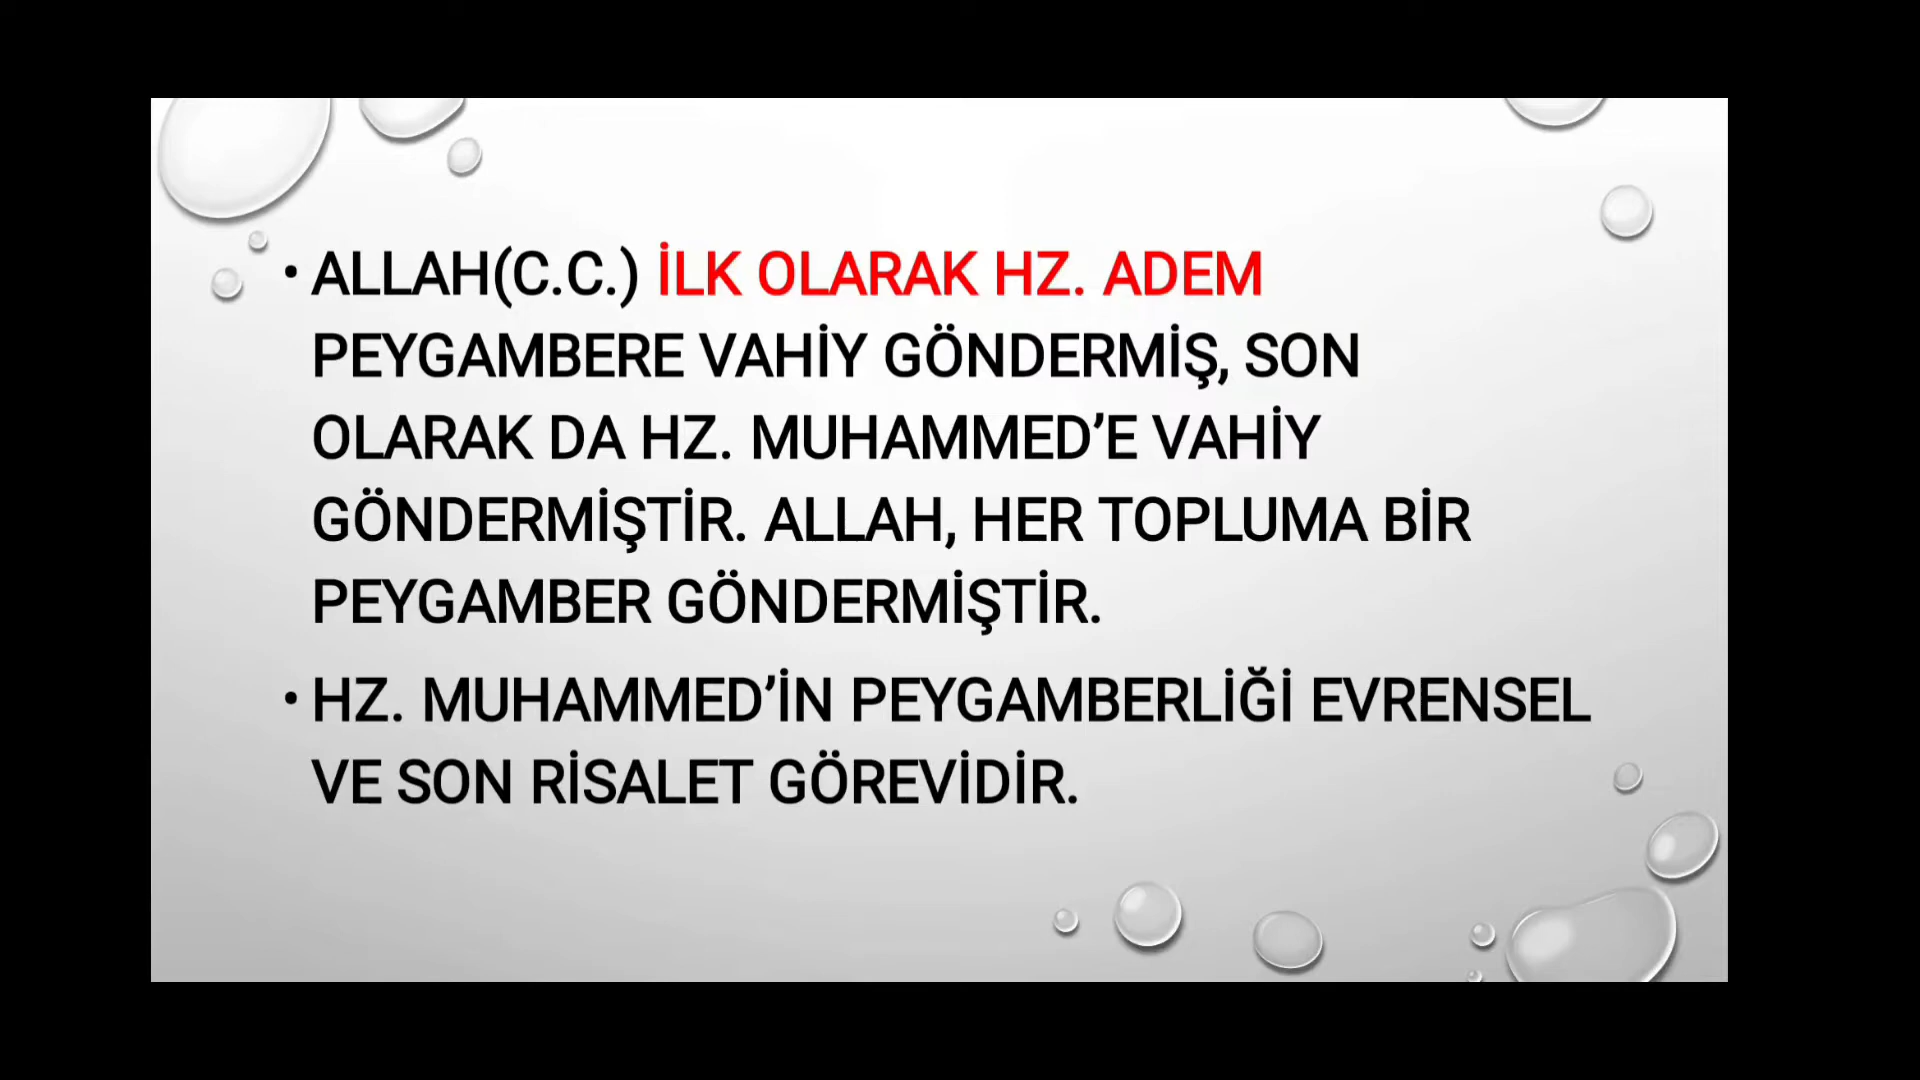 • ALLAH(C.C.) İLK OLARAK HZ. ADEM
PEYGAMBERE VAHİY GÖNDERMİŞ, SON
OLARAK DA HZ. MUHAMMED’E VAHİY
GÖNDERMİŞTİR. ALLAH, HER TOPLUMA BİR
PEYGAMBER GÖNDERMİŞTİR.
• HZ. MUHAMMED’İN PEYGAMBERLİĞİ EVRENSEL
VE SON RİSALET GÖREVİDİR.